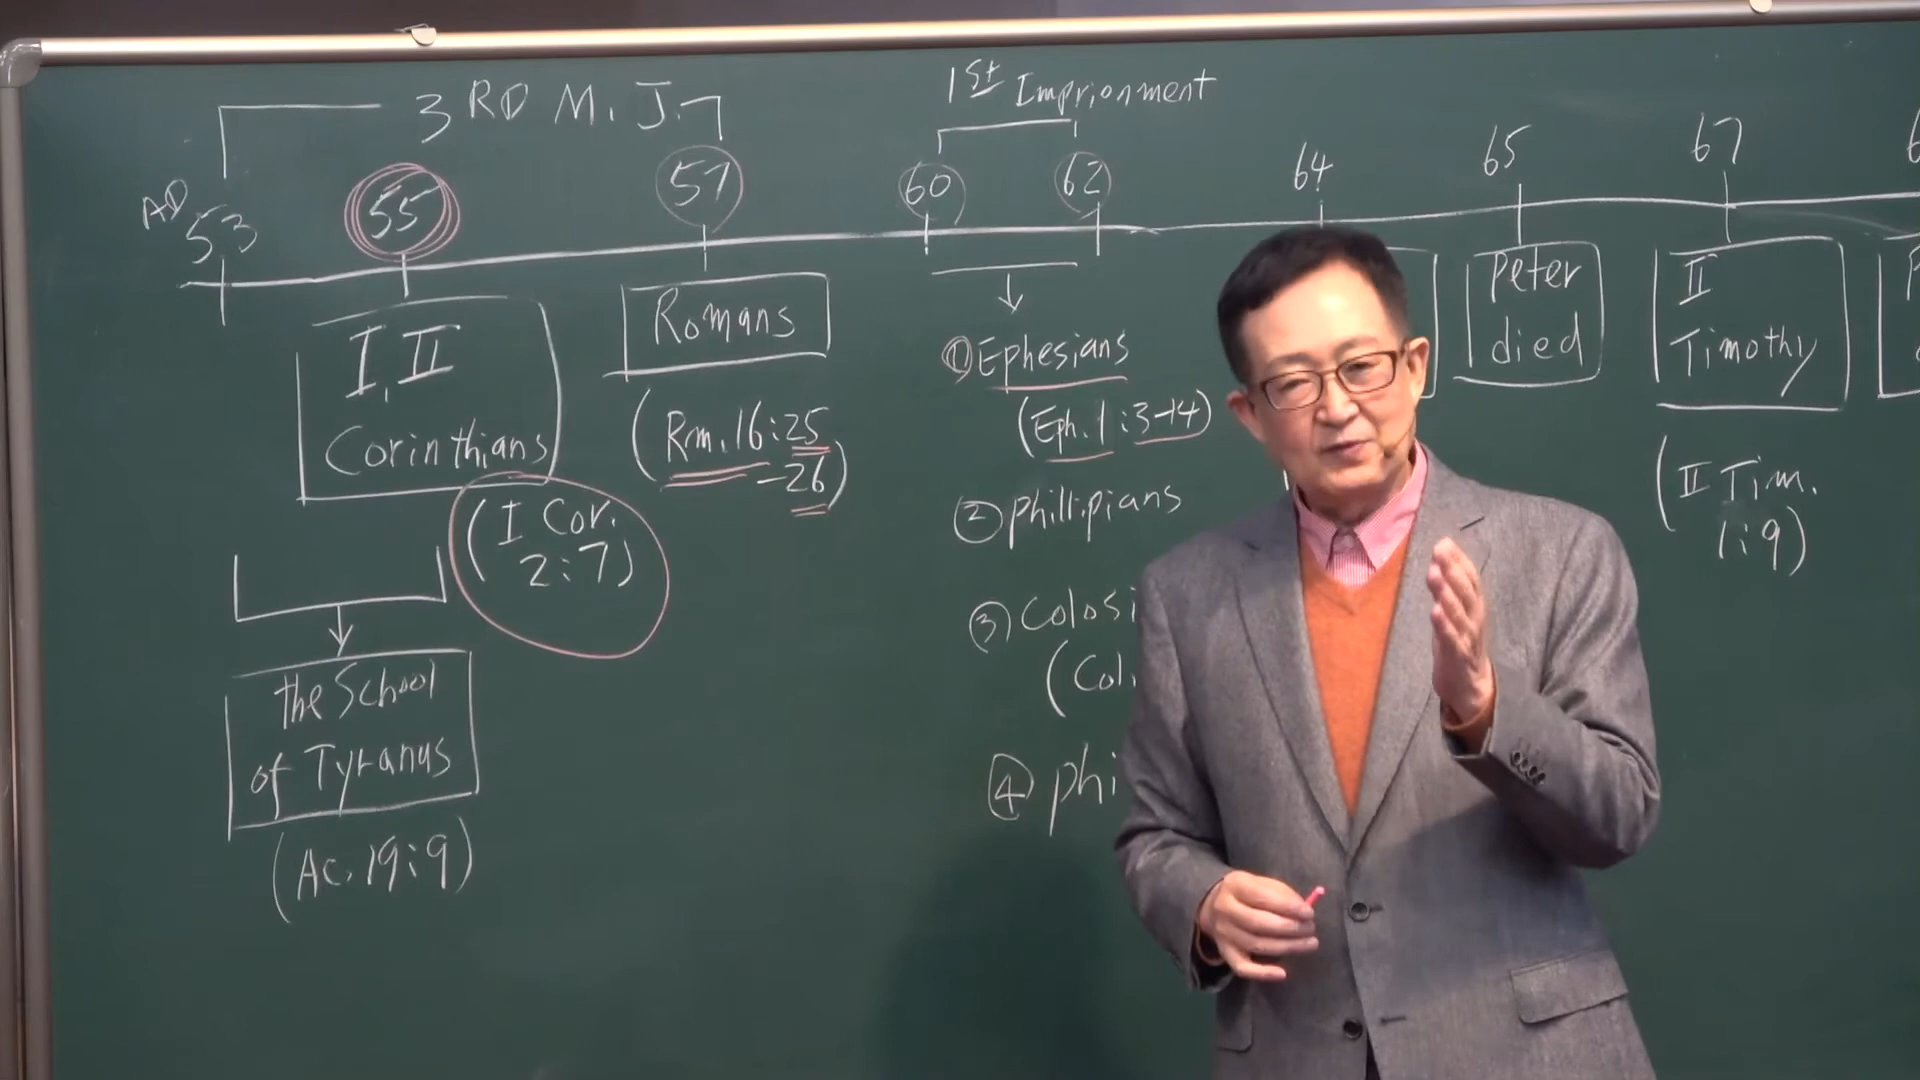 3 RD M. J.
1st Imprionment
AD
53
55
57
60
62
64
65
67
I, II
Corinthians
(I Cor.
2:7)
the School
of Tyranus
(Ac. 19:9)
Romans
(Rm. 16:25
-26)
① Ephesians
(Eph. 1:3-14)
② Phillipians
③ Colosi
(Col.
④ Phi
Peter
died
II
Timothy
(II Tim.
1:9)